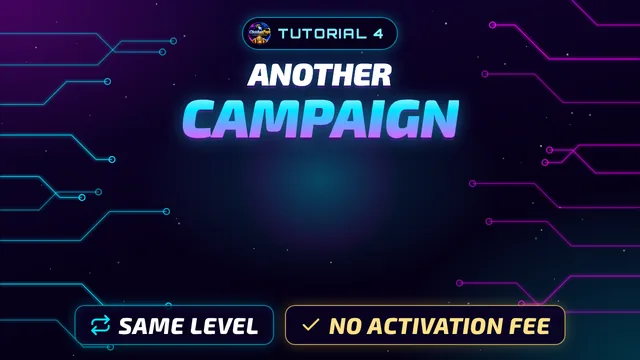 TUTORIAL 4
ANOTHER
CAMPAIGN
SAME LEVEL
NO ACTIVATION FEE